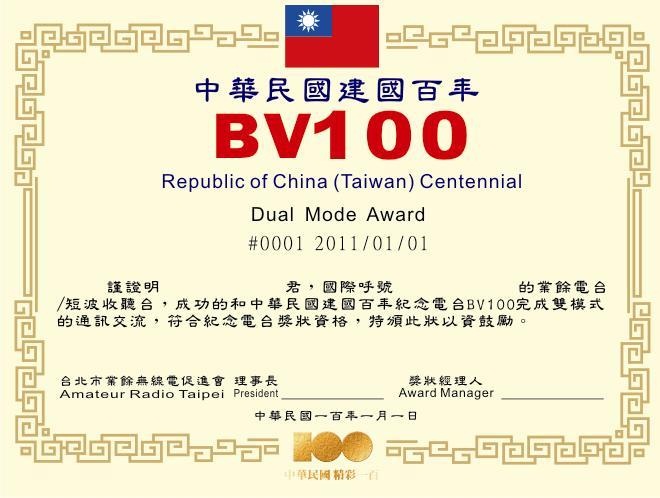 中華民國建國百年
BV100
Republic of China (Taiwan) Centennial
Dual Mode Award
#0001 2011/01/01
謹證明 君，國際呼號 的業餘電台
/短波收聽台，成功的和中華民國建國百年紀念電台BV100完成雙模式
的通訊交流，符合紀念電台獎狀資格，特頒此狀以資鼓勵。
台北市業餘無線電促進會 理事長 獎狀經理人
Amateur Radio Taipei President Award Manager
中華民國一百年一月一日
100
中華民國 精彩一百